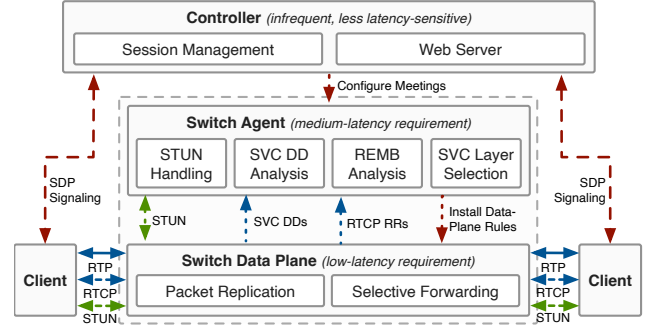 Controller (infrequent, less latency-sensitive)
Session Management
Web Server
Configure Meetings
Switch Agent (medium-latency requirement)
STUN
Handling
SVC DD
Analysis
REMB
Analysis
SVC Layer
Selection
SDP
Signaling
SDP
Signaling
STUN
SVC DDs
RTCP RRs
Install Data-
Plane Rules
Client
RTP
RTCP
STUN
Switch Data Plane (low-latency requirement)
Packet Replication
Selective Forwarding
RTP
RTCP
STUN
Client